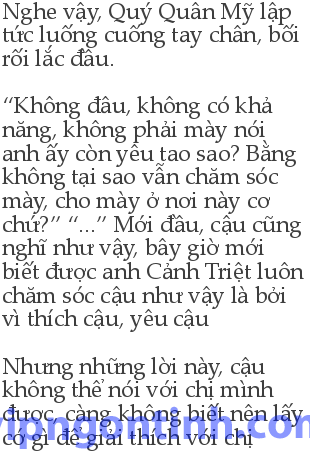 Nghe vậy, Quý Quân Mỹ lập
tức luống cuống tay chân, bối
rối lắc đầu.
“Không đâu, không có khả
năng, không phải mày nói
anh ấy còn yêu tao sao? Bằng
không tại sao vẫn chăm sóc
mày, cho mày ở nơi này cơ
chứ?” “...” Mới đầu, cậu cũng
nghĩ như vậy, bây giờ mới
biết được anh Cảnh Triệt luôn
chăm sóc cậu như vậy là bởi
vì thích cậu, yêu cậu
Nhưng những lời này, cậu
không thể nói với chị mình
được, càng không biết nên lấy
cớ gì để giải thích với chị
vipngontinh.com